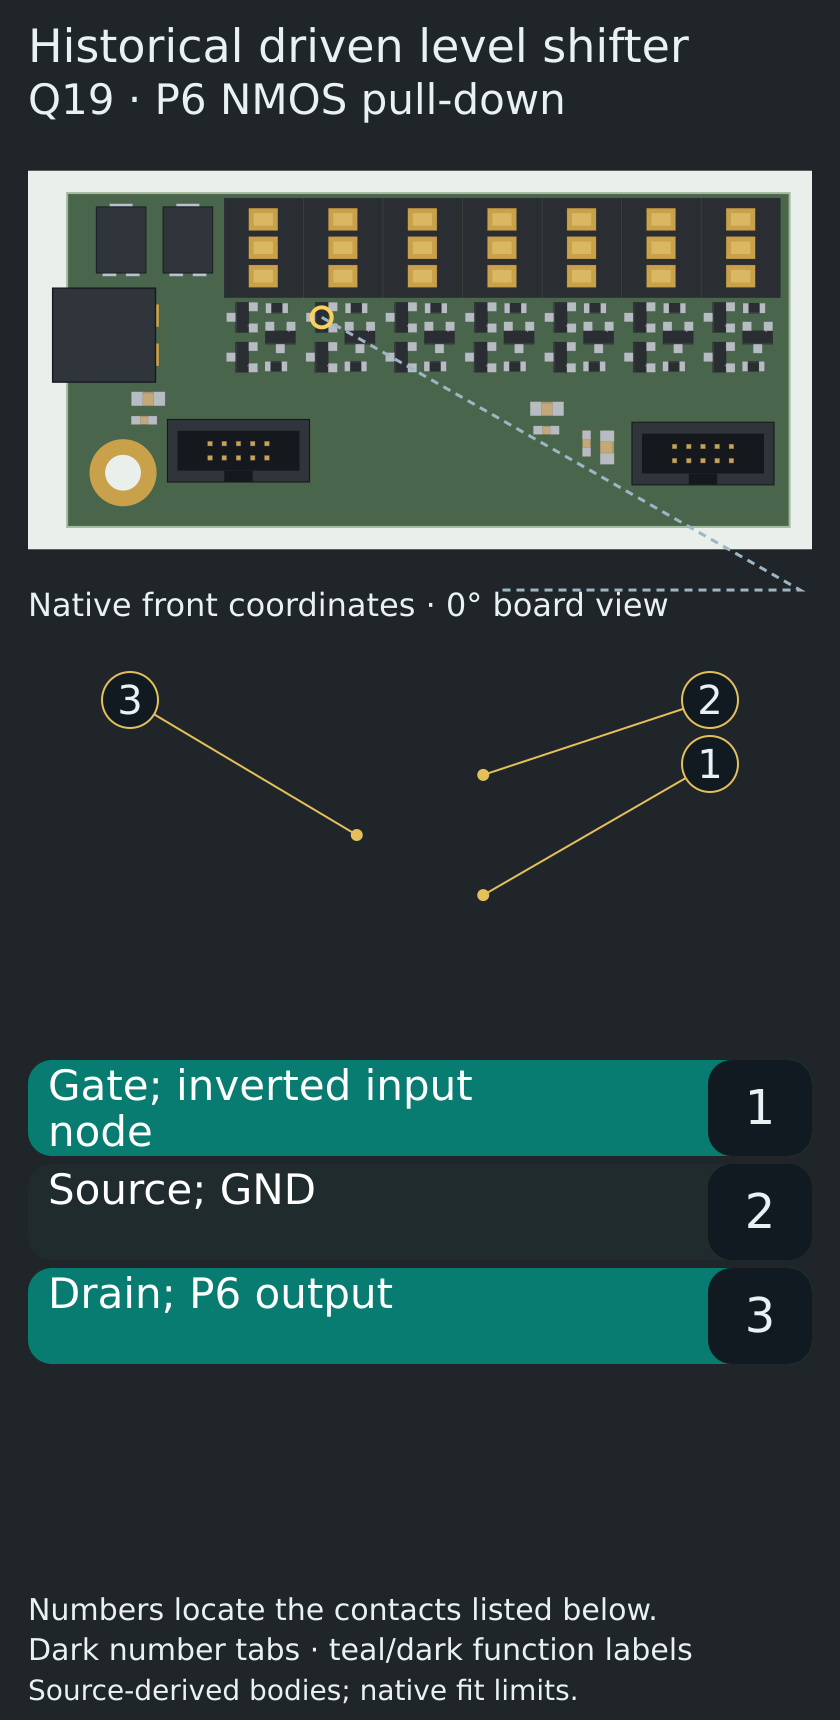 Historical driven level shifter
Q19 · P6 NMOS pull-down
Native front coordinates · 0° board view
3
2
1
Gate; inverted input
node
1
Source; GND
2
Drain; P6 output
3
Numbers locate the contacts listed below.
Dark number tabs · teal/dark function labels
Source-derived bodies; native fit limits.